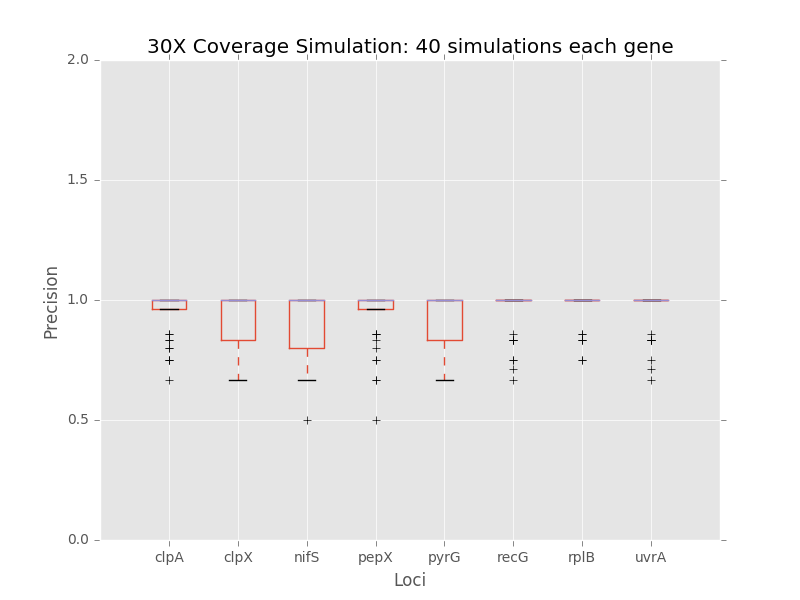 30X Coverage Simulation: 40 simulations each gene
2.0
1.5
1.0
0.5
0.0
Precision
clpA clpX nifS pepX pyrG recG rplB uvrA
Loci